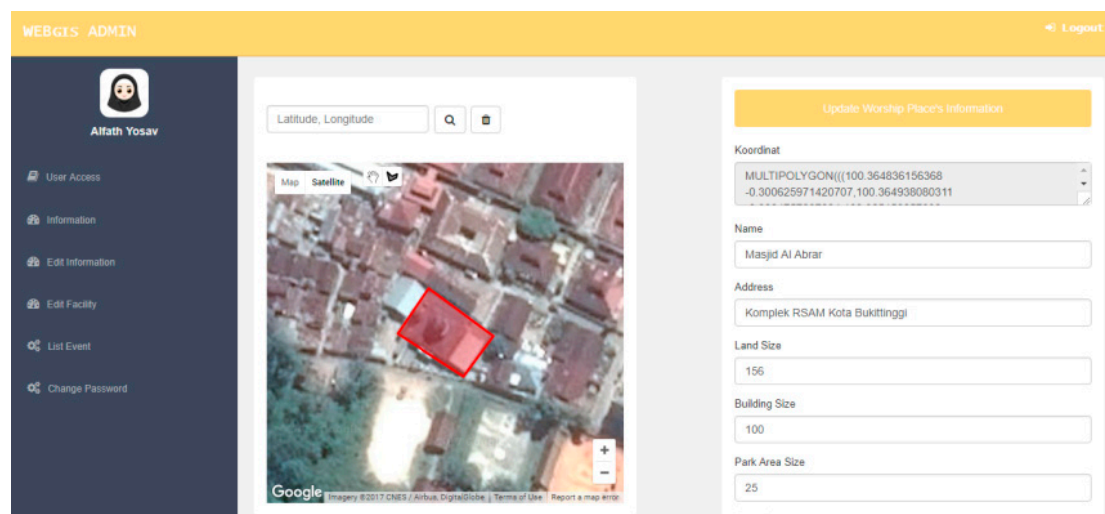 WEBGIS ADMIN
Logout
Alfath Yosav
User Access
Information
Edit Information
Edit Facility
List Event
Change Password
Latitude, Longitude
Map Satellite
Google
Imagery ©2017 CNES / Airbus, DigitalGlobe
Terms of Use
Report a map error
Update Worship Place's Information
Koordinat
MULTIPOLYGON(((100.364836156368
-0.300625971420707,100.364938080311
Name
Masjid Al Abrar
Address
Komplek RSAM Kota Bukittinggi
Land Size
156
Building Size
100
Park Area Size
25